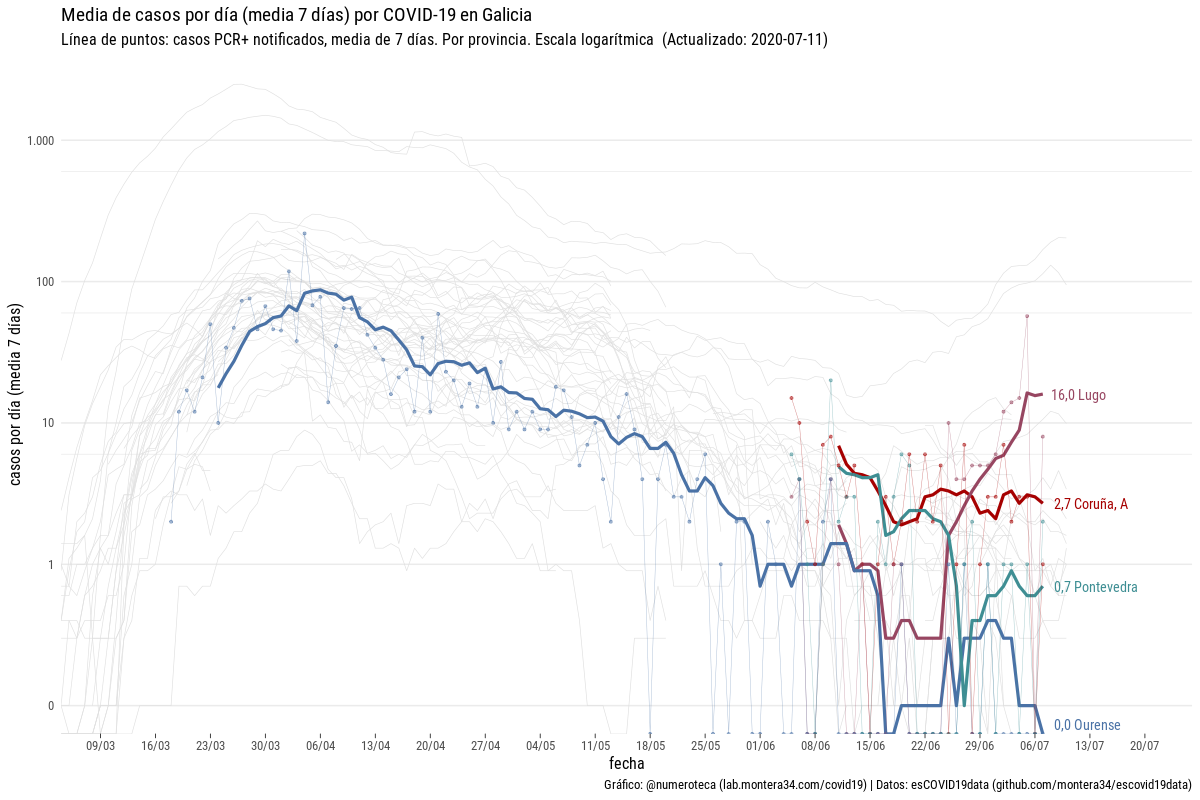 Media de casos por día (media 7 días) por COVID-19 en Galicia
Línea de puntos: casos PCR+ notificados, media de 7 días. Por provincia. Escala logarítmica (Actualizado: 2020-07-11)
casos por día (media 7 días)
1.000
100
10
1
0
16,0 Lugo
2,7 Coruña, A
0,7 Pontevedra
0,0 Ourense
09/03 16/03 23/03 30/03 06/04 13/04 20/04 27/04 04/05 11/05 18/05 25/05 01/06 08/06 15/06 22/06 29/06 06/07 13/07 20/07
fecha
Gráfico: @numeroteca (lab.montera34.com/covid19) | Datos: esCOVID19data (github.com/montera34/escovid19data)